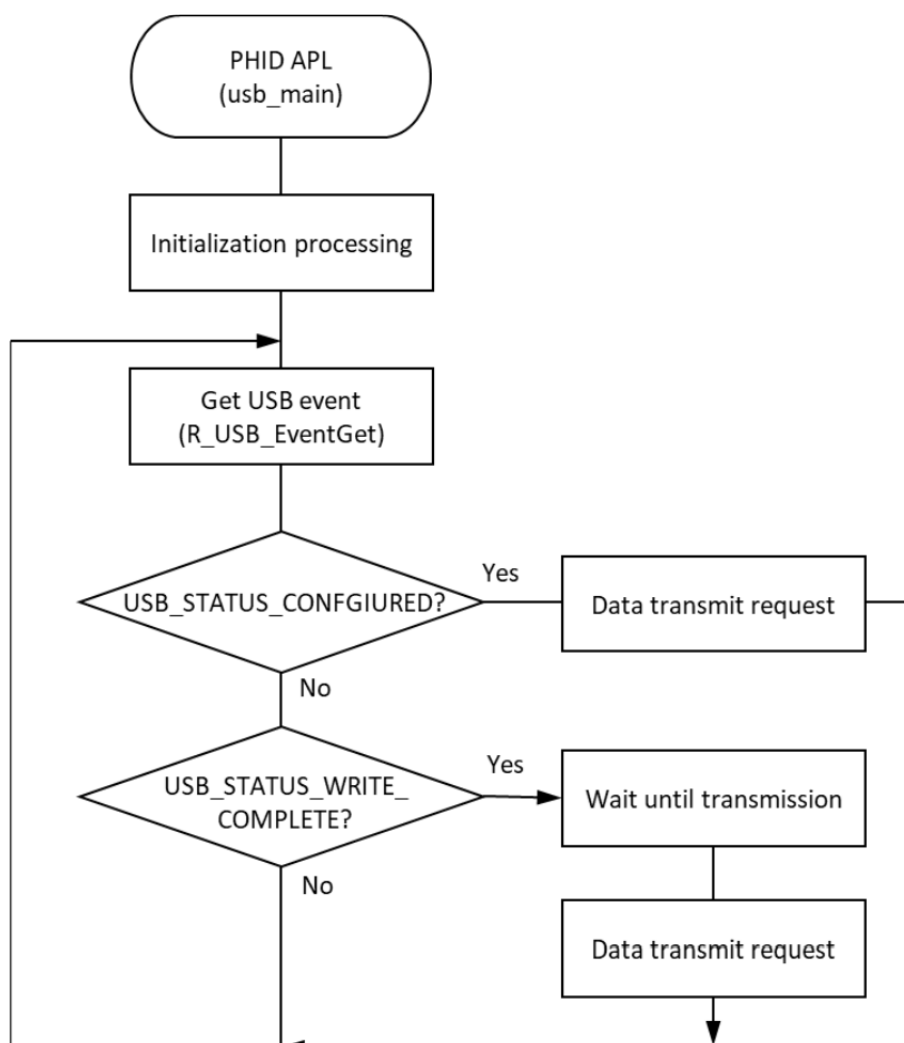 PHID APL
(usb_main)
Initialization processing
Get USB event
(R_USB_EventGet)
USB_STATUS_CONFGIURED?
Yes
Data transmit request
No
USB_STATUS_WRITE_
COMPLETE?
Yes
Wait until transmission
No
Data transmit request